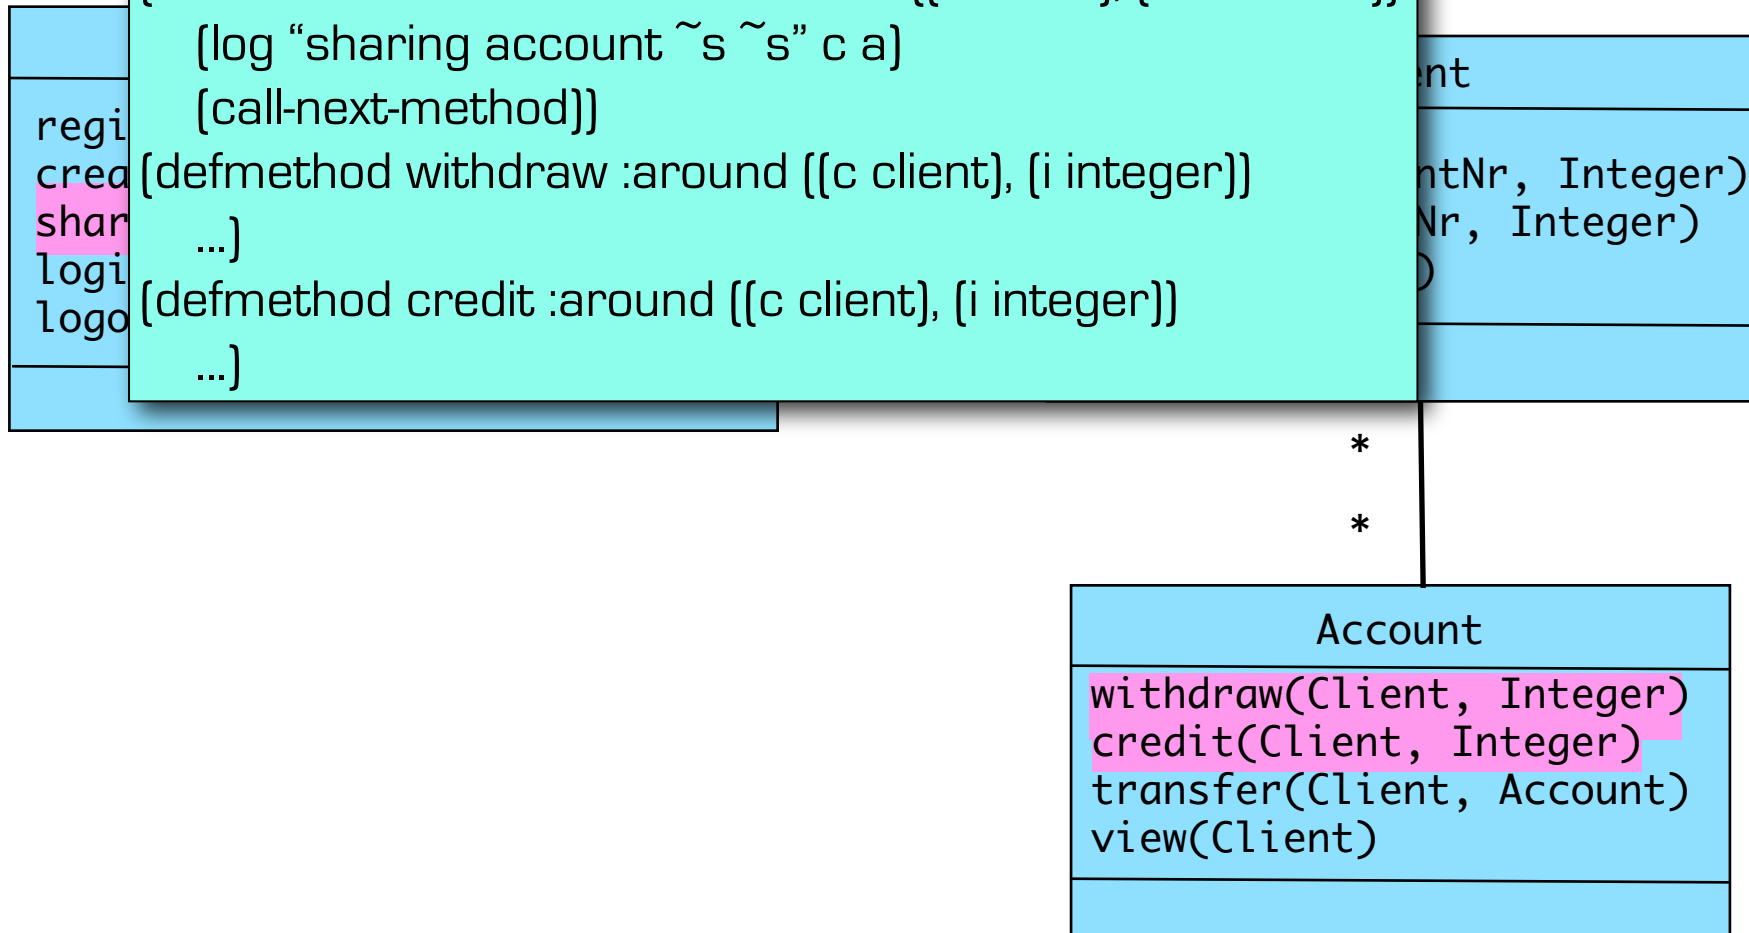 (log “sharing account ~s ~s” c a)
(call-next-method))
(defmethod withdraw :around ((c client), (i integer))
...)
(defmethod credit :around ((c client), (i integer))
...)
regi
crea
shar
logi
logo
ent
ntNr, Integer)
Nr, Integer)
)
*
*
Account
withdraw(Client, Integer)
credit(Client, Integer)
transfer(Client, Account)
view(Client)